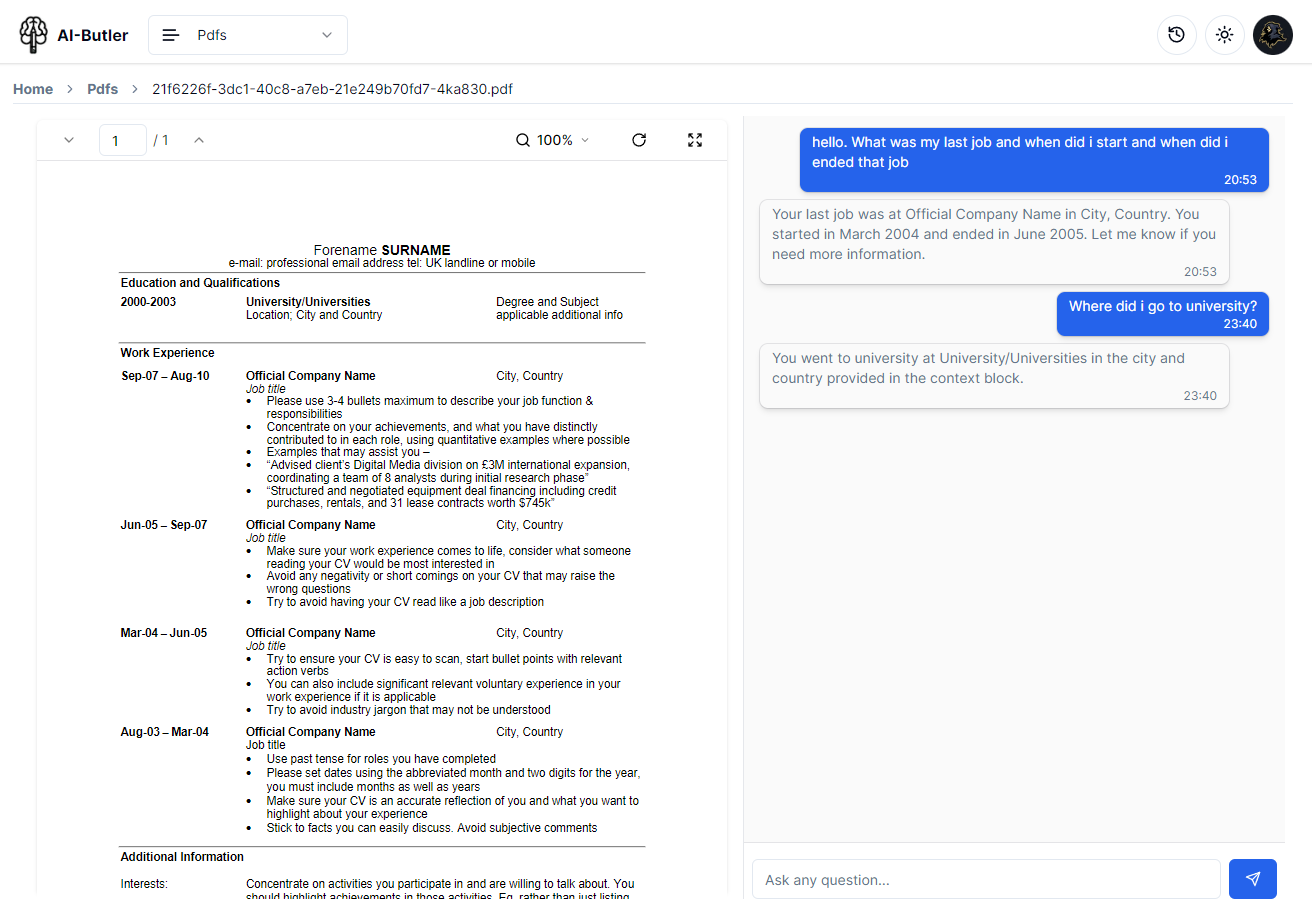 AI-Butler
Pdfs
Home > Pdfs > 21f6226f-3dc1-40c8-a7eb-21e249b70fd7-4ka830.pdf
1 / 1
100%
Forename SURNAME
e-mail: professional email address tel: UK landline or mobile
Education and Qualifications
2000-2003 University/Universities Degree and Subject
Location; City and Country applicable additional info
Work Experience
Sep-07 – Aug-10 Official Company Name City, Country
Job title
• Please use 3-4 bullets maximum to describe your job function &
responsibilities
• Concentrate on your achievements, and what you have distinctly
contributed to in each role, using quantitative examples where possible
• Examples that may assist you –
• “Advised client’s Digital Media division on £3M international expansion,
coordinating a team of 8 analysts during initial research phase”
• “Structured and negotiated equipment deal financing including credit
purchases, rentals, and 31 lease contracts worth $745k”
Jun-05 – Sep-07 Official Company Name City, Country
Job title
• Make sure your work experience comes to life, consider what someone
reading your CV would be most interested in
• Avoid any negativity or short comings on your CV that may raise the
wrong questions
• Try to avoid having your CV read like a job description
Mar-04 – Jun-05 Official Company Name City, Country
Job title
• Try to ensure your CV is easy to scan, start bullet points with relevant
action verbs
• You can also include significant relevant voluntary experience in your
work experience if it is applicable
• Try to avoid industry jargon that may not be understood
Aug-03 – Mar-04 Official Company Name City, Country
Job title
• Use past tense for roles you have completed
• Please set dates using the abbreviated month and two digits for the year,
you must include months as well as years
• Make sure your CV is an accurate reflection of you and what you want to
highlight about your experience
• Stick to facts you can easily discuss. Avoid subjective comments
Additional Information
Interests: Concentrate on activities you participate in and are willing to talk about. You
should highlight achievements in those activities. Eg. rather than just listing
hello. What was my last job and when did i start and when did i
ended that job
20:53
Your last job was at Official Company Name in City, Country. You
started in March 2004 and ended in June 2005. Let me know if you
need more information.
20:53
Where did i go to university?
23:40
You went to university at University/Universities in the city and
country provided in the context block.
23:40
Ask any question...